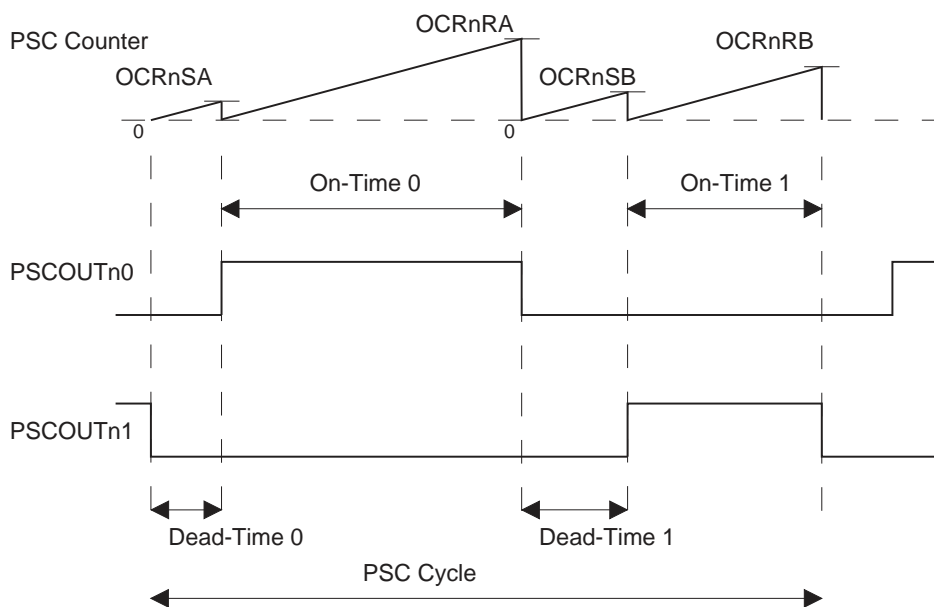 OCRnRA
PSC Counter
OCRnRB
OCRnSA
OCRnSB
0
0
On-Time 0
On-Time 1
PSCOUTn0
PSCOUTn1
Dead-Time 0
Dead-Time 1
PSC Cycle